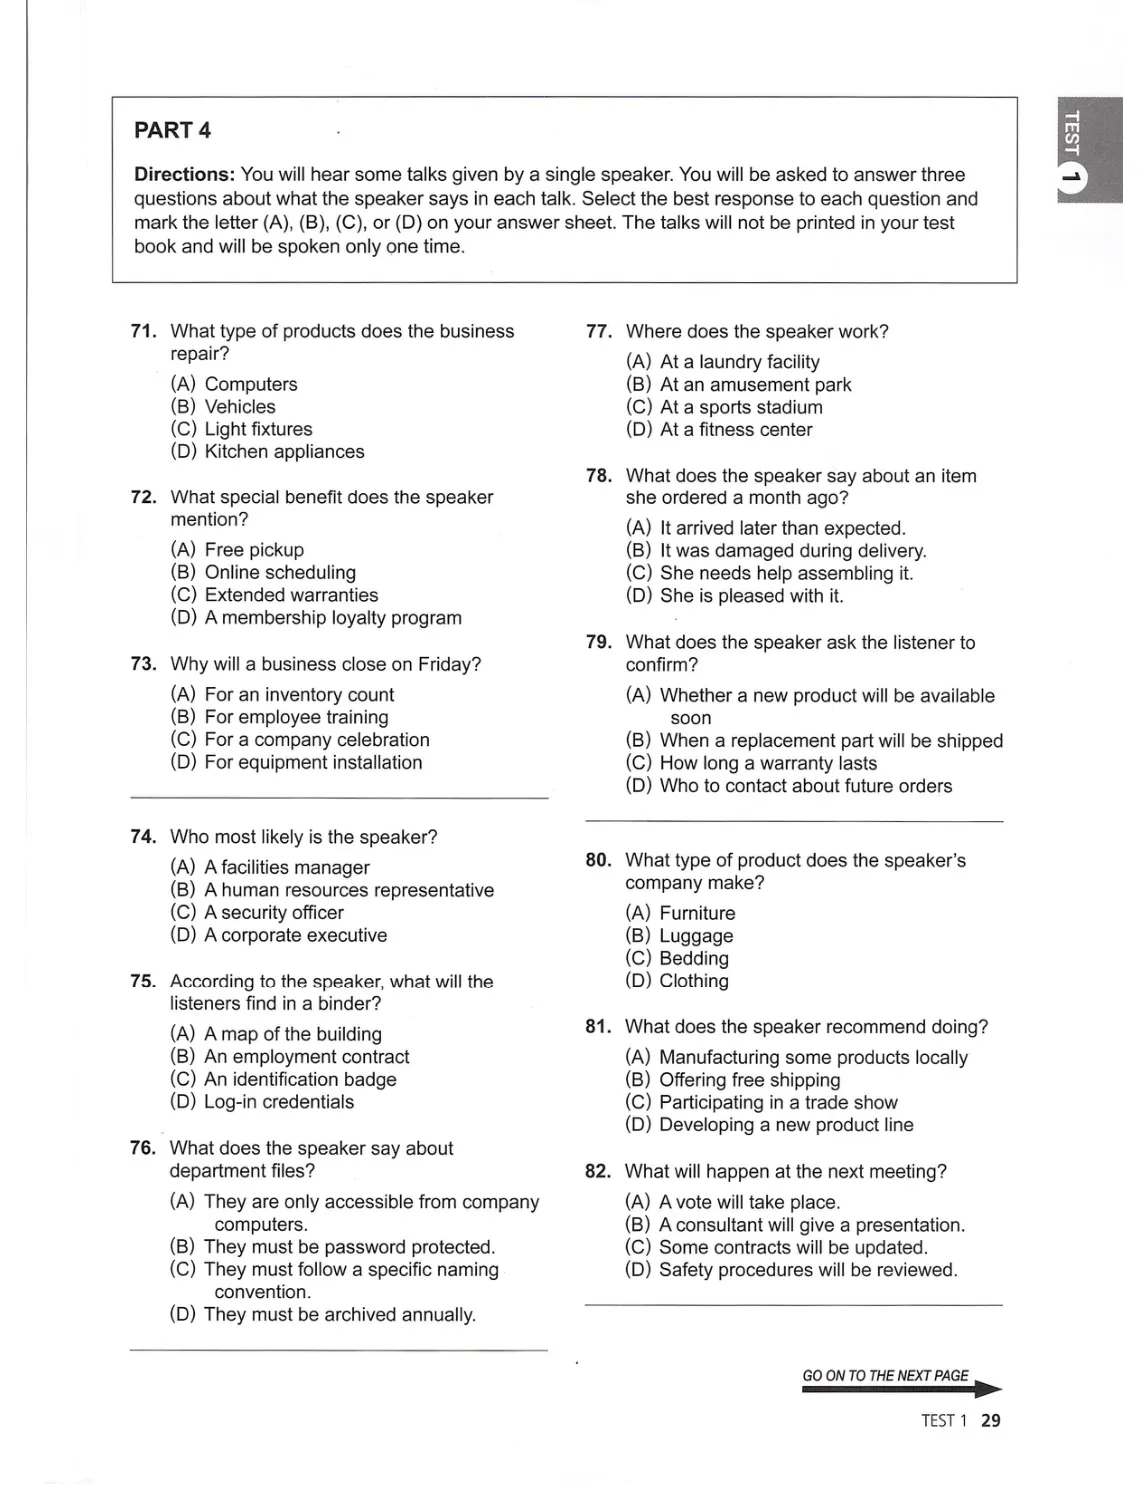 PART 4
Directions: You will hear some talks given by a single speaker. You will be asked to answer three
questions about what the speaker says in each talk. Select the best response to each question and
mark the letter (A), (B), (C), or (D) on your answer sheet. The talks will not be printed in your test
book and will be spoken only one time.
TEST 1
71. What type of products does the business
repair?
(A) Computers
(B) Vehicles
(C) Light fixtures
(D) Kitchen appliances
72. What special benefit does the speaker
mention?
(A) Free pickup
(B) Online scheduling
(C) Extended warranties
(D) A membership loyalty program
73. Why will a business close on Friday?
(A) For an inventory count
(B) For employee training
(C) For a company celebration
(D) For equipment installation
74. Who most likely is the speaker?
(A) A facilities manager
(B) A human resources representative
(C) A security officer
(D) A corporate executive
75. According to the speaker, what will the
listeners find in a binder?
(A) A map of the building
(B) An employment contract
(C) An identification badge
(D) Log-in credentials
76. What does the speaker say about
department files?
(A) They are only accessible from company
computers.
(B) They must be password protected.
(C) They must follow a specific naming
convention.
(D) They must be archived annually.
77. Where does the speaker work?
(A) At a laundry facility
(B) At an amusement park
(C) At a sports stadium
(D) At a fitness center
78. What does the speaker say about an item
she ordered a month ago?
(A) It arrived later than expected.
(B) It was damaged during delivery.
(C) She needs help assembling it.
(D) She is pleased with it.
79. What does the speaker ask the listener to
confirm?
(A) Whether a new product will be available
soon
(B) When a replacement part will be shipped
(C) How long a warranty lasts
(D) Who to contact about future orders
80. What type of product does the speaker's
company make?
(A) Furniture
(B) Luggage
(C) Bedding
(D) Clothing
81. What does the speaker recommend doing?
(A) Manufacturing some products locally
(B) Offering free shipping
(C) Participating in a trade show
(D) Developing a new product line
82. What will happen at the next meeting?
(A) A vote will take place.
(B) A consultant will give a presentation.
(C) Some contracts will be updated.
(D) Safety procedures will be reviewed.
GO ON TO THE NEXT PAGE
TEST 1 29